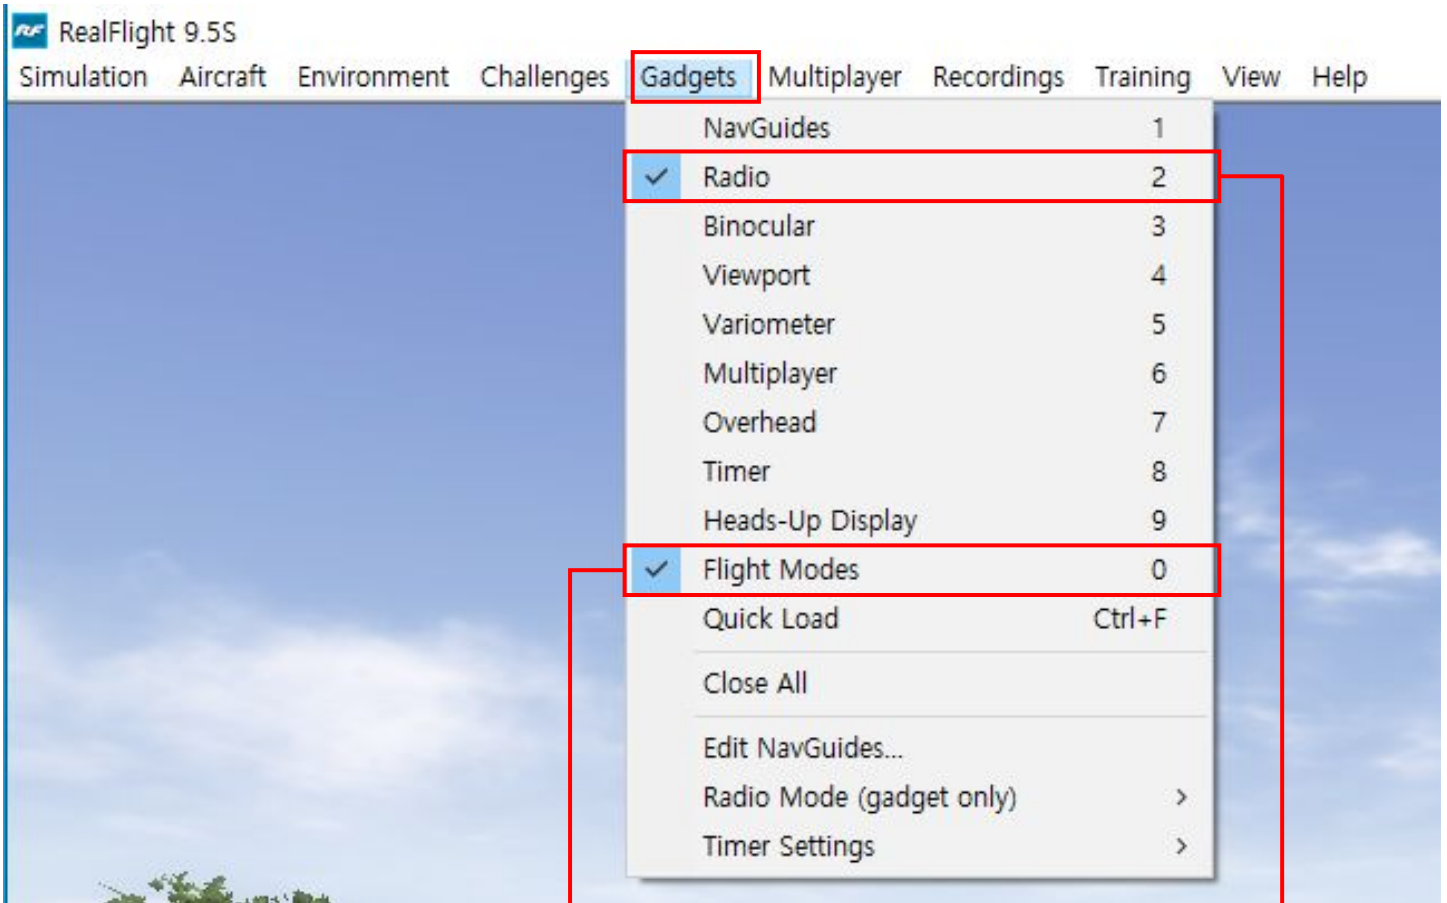 RF RealFlight 9.5S
Simulation Aircraft Environment Challenges Gadgets Multiplayer Recordings Training View Help
NavGuides 1
Radio 2
Binocular 3
Viewport 4
Variometer 5
Multiplayer 6
Overhead 7
Timer 8
Heads-Up Display 9
Flight Modes 0
Quick Load Ctrl+F
Close All
Edit NavGuides...
Radio Mode (gadget only)
Timer Settings